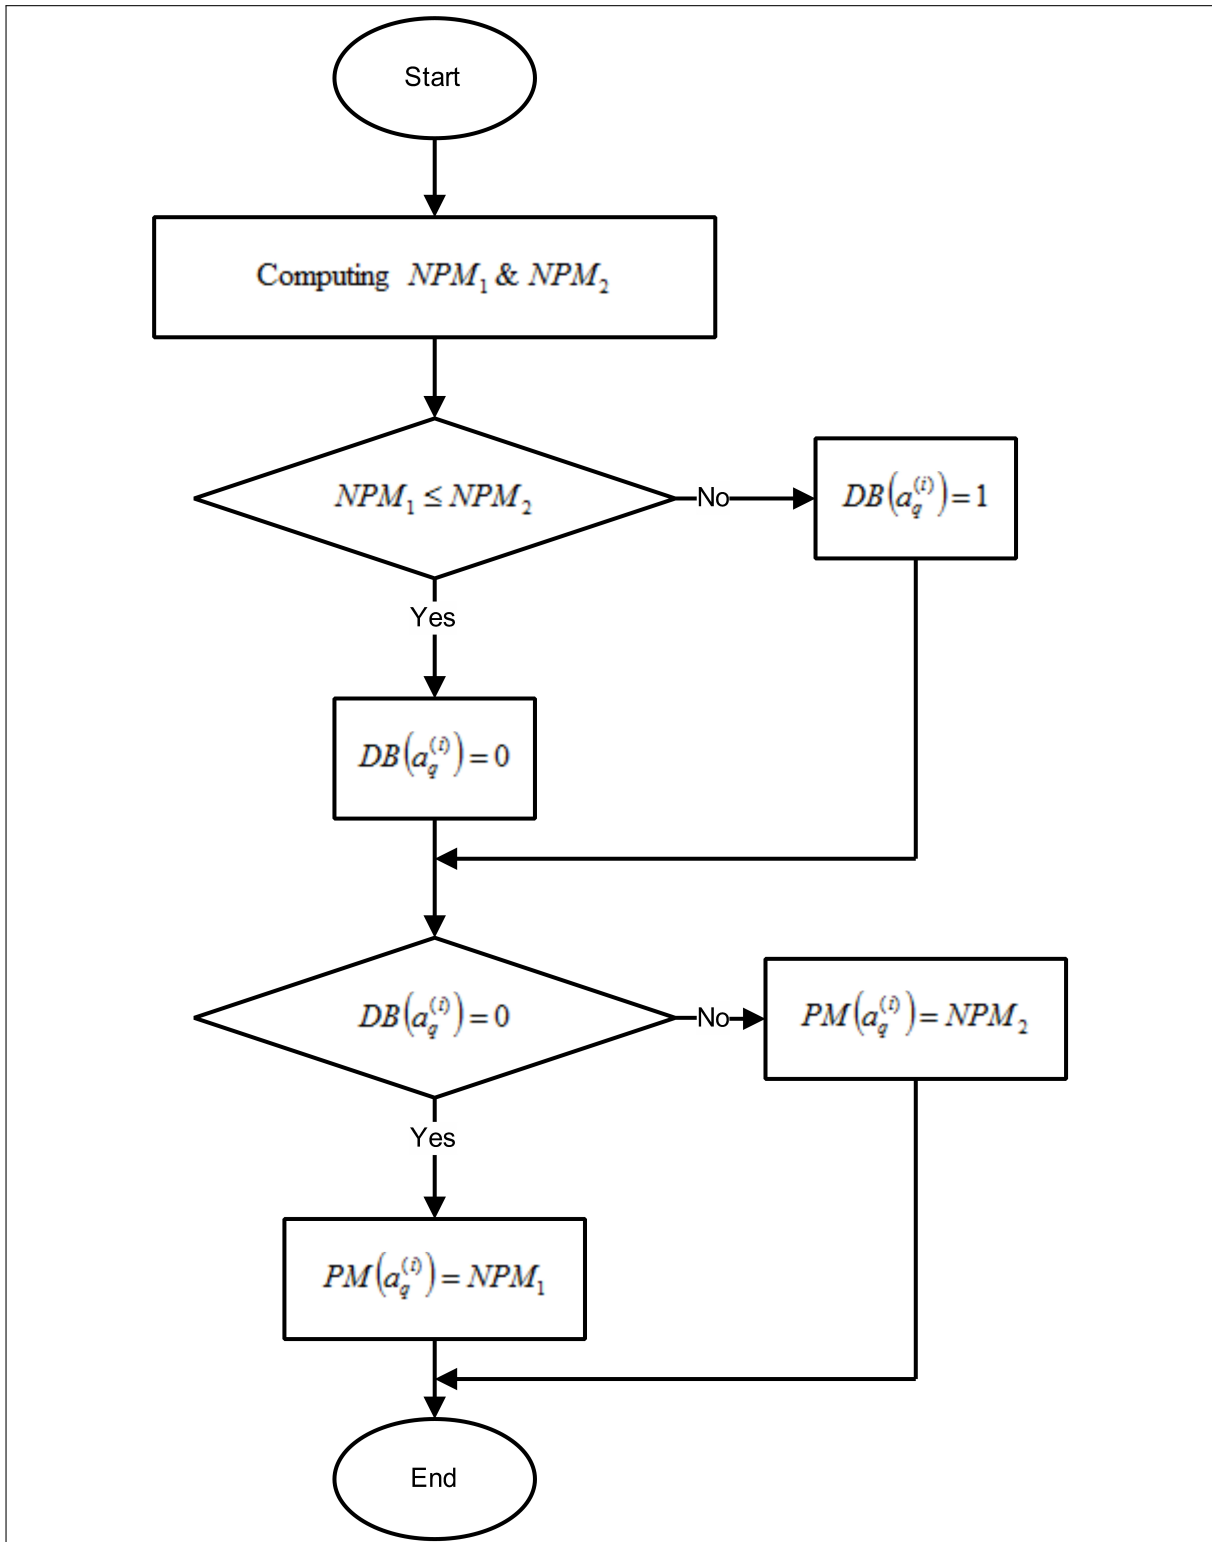 Start
Computing NPM₁ & NPM₂
NPM₁ ≤ NPM₂
No
DB(a_q^(i)) = 1
Yes
DB(a_q^(i)) = 0
DB(a_q^(i)) = 0
No
PM(a_q^(i)) = NPM₂
Yes
PM(a_q^(i)) = NPM₁
End